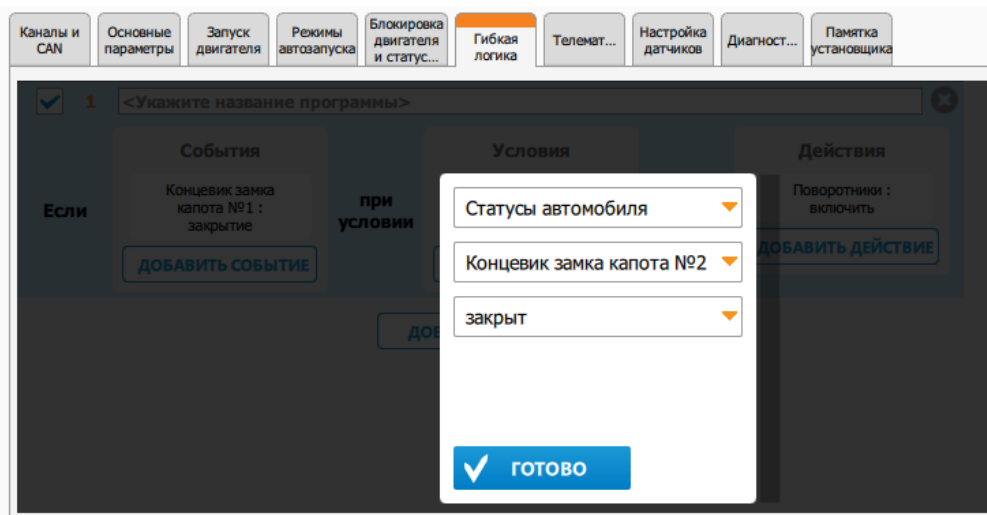 Каналы и
CAN
Основные
параметры
Запуск
двигателя
Режимы
автозапуска
Блокировка
двигателя
и статус...
Гибкая
логика
Телемат...
Настройка
датчиков
Диагност...
Памятка
установщика
1 <Укажите название программы>
События
Условия
Действия
Если
Концевик замка
капота №1 :
закрытие
при
условии
Поворотники :
включить
ДОБАВИТЬ СОБЫТИЕ
ДОБАВИТЬ ДЕЙСТВИЕ
Статусы автомобиля
Концевик замка капота №2
закрыт
ГОТОВО